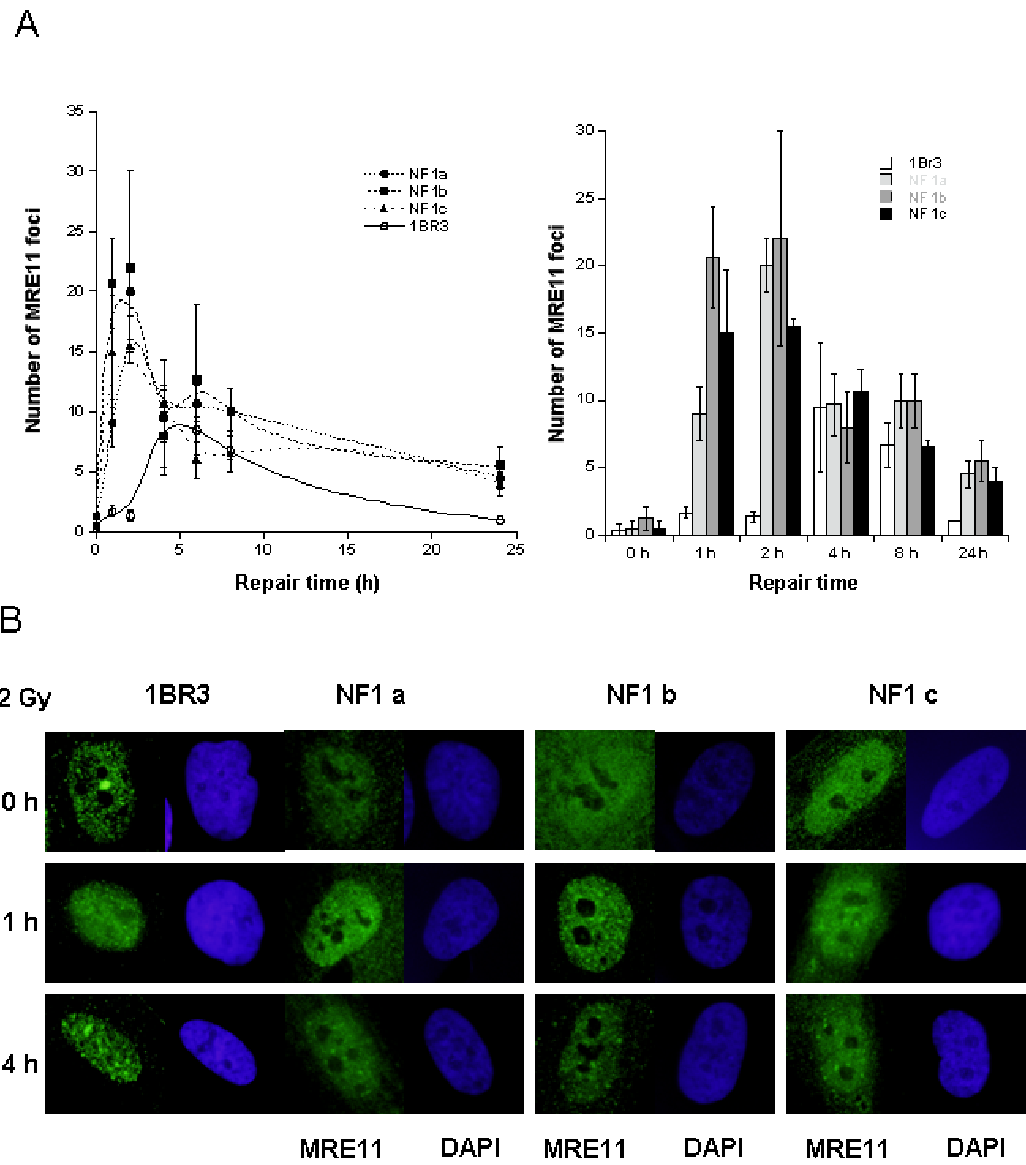 A
35
30
25
20
15
10
5
0
Number of MRE11 foci
NF1a
NF1b
NF1c
1BR3
0 5 10 15 20 25
Repair time (h)
30
25
20
15
10
5
0
Number of MRE11 foci
1Br3
NF1a
NF1b
NF1c
0 h 1 h 2 h 4 h 8 h 24h
Repair time
B
2 Gy 1BR3 NF1 a NF1 b NF1 c
0 h
1 h
4 h
MRE11 DAPI MRE11 DAPI MRE11 DAPI